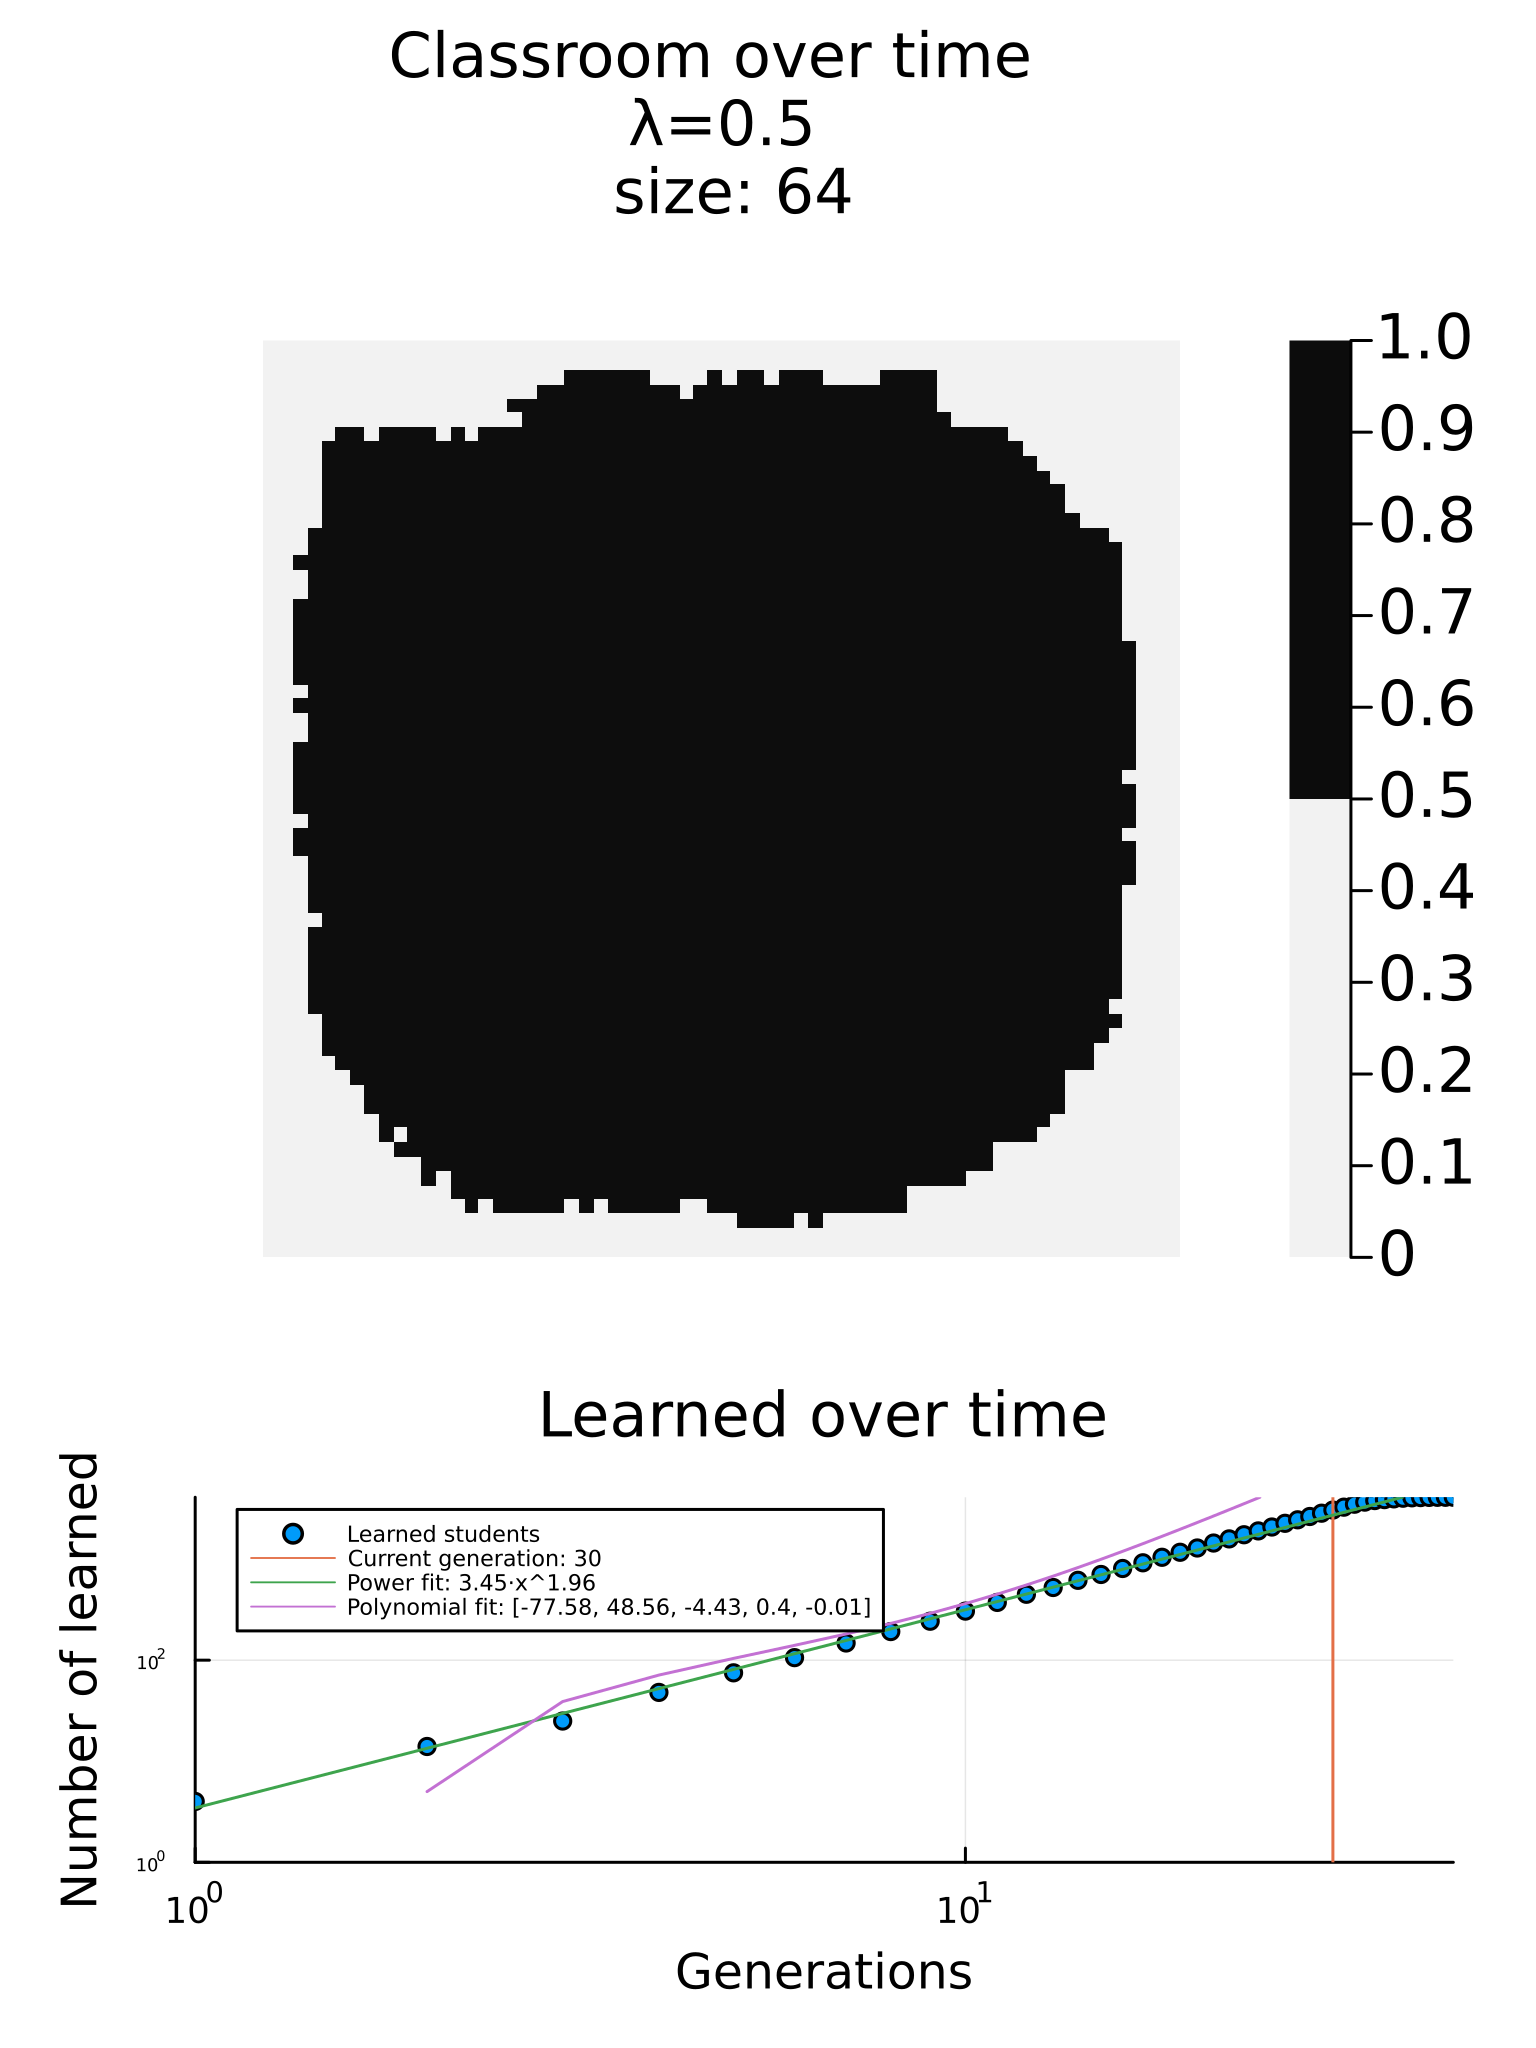 Classroom over time
λ=0.5
size: 64
1.0
0.9
0.8
0.7
0.6
0.5
0.4
0.3
0.2
0.1
0
Learned over time
Number of learned
Learned students
Current generation: 30
Power fit: 3.45·x^1.96
Polynomial fit: [-77.58, 48.56, -4.43, 0.4, -0.01]
10²
10⁰
10⁰
10¹
Generations